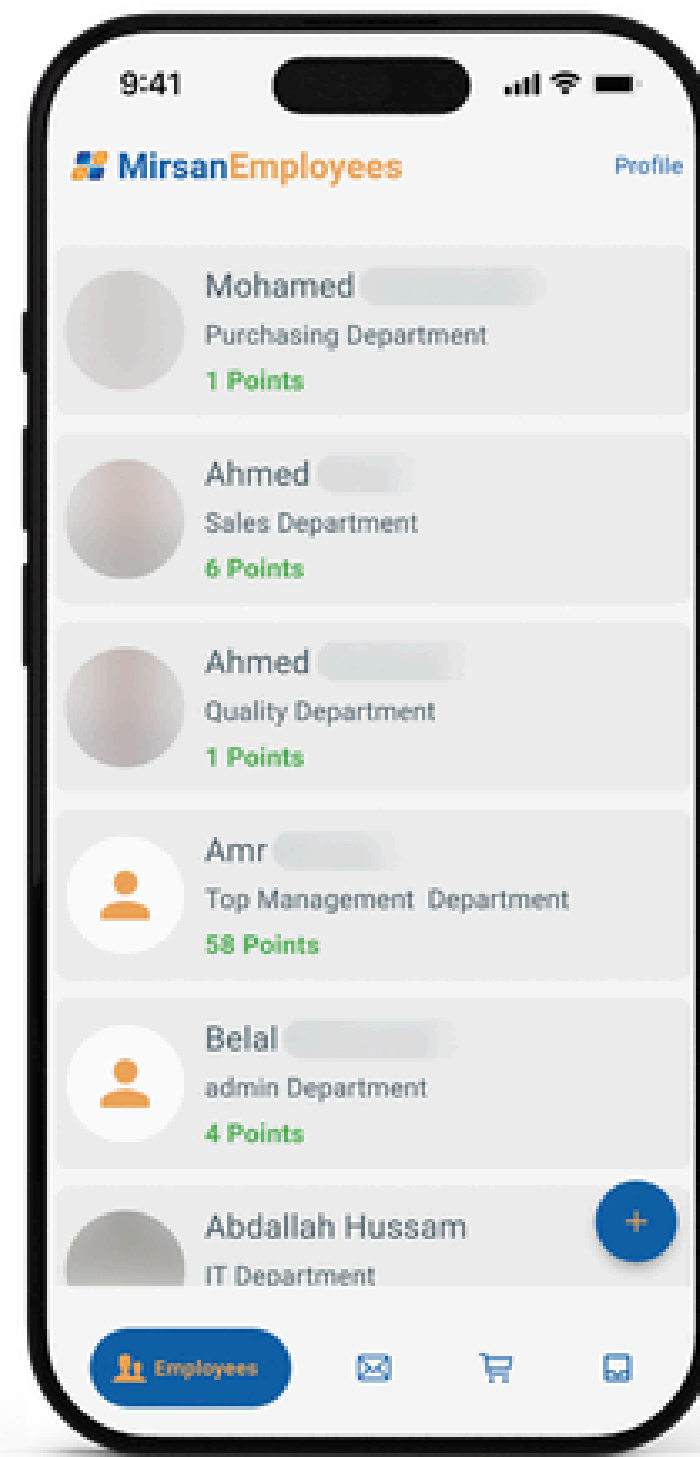 9:41
MirsanEmployees
Profile
Mohamed
Purchasing Department
1 Points
Ahmed
Sales Department
6 Points
Ahmed
Quality Department
1 Points
Amr
Top Management Department
58 Points
Belal
admin Department
4 Points
Abdallah Hussam
+
IT Department
Employees